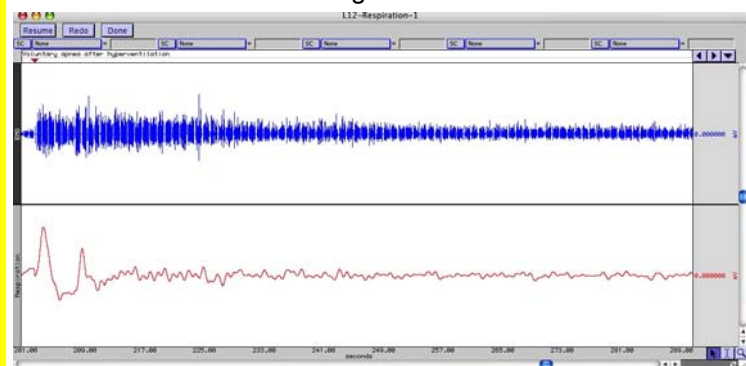 L12-Respiration-1
Resume Redo Done
SC None = SC None = SC None = SC None = SC None =
Voluntary apnea after hyperventilation
EMG
0.000000 mV
Respiration
0.000000
201.00 209.00 217.00 225.00 233.00 241.00 249.00 257.00 265.00 273.00 281.00 289.00
seconds